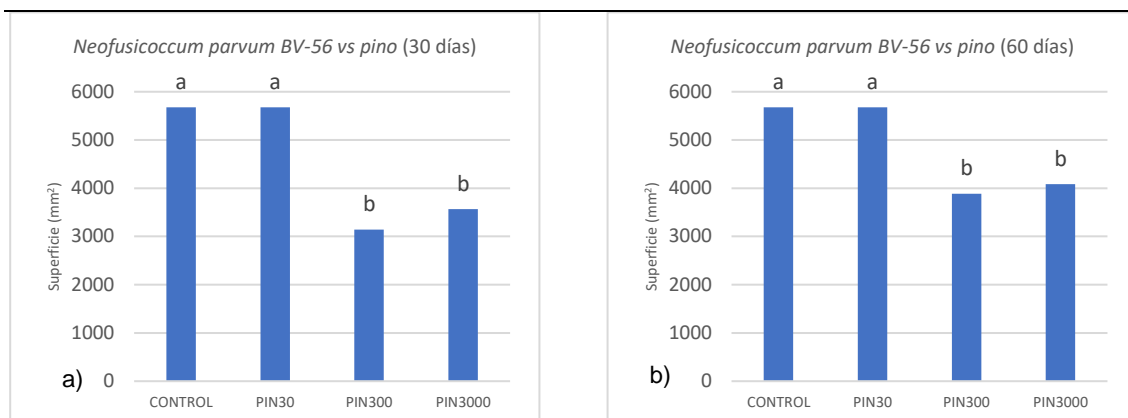 Neofusicoccum parvum BV-56 vs pino (30 días)
a a b b
6000
5000
4000
3000
2000
1000
0
Superficie (mm²)
a)
CONTROL PIN30 PIN300 PIN3000
Neofusicoccum parvum BV-56 vs pino (60 días)
a a b b
6000
5000
4000
3000
2000
1000
0
Superficie (mm²)
b)
CONTROL PIN30 PIN300 PIN3000